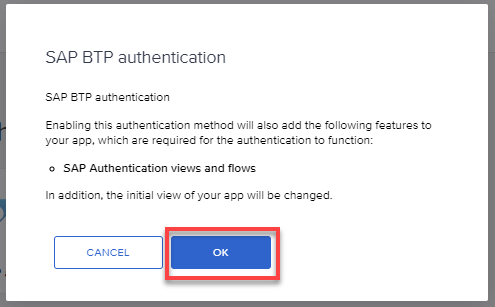 SAP BTP authentication
SAP BTP authentication
Enabling this authentication method will also add the following features to
your app, which are required for the authentication to function:
SAP Authentication views and flows
In addition, the initial view of your app will be changed.
CANCEL
OK